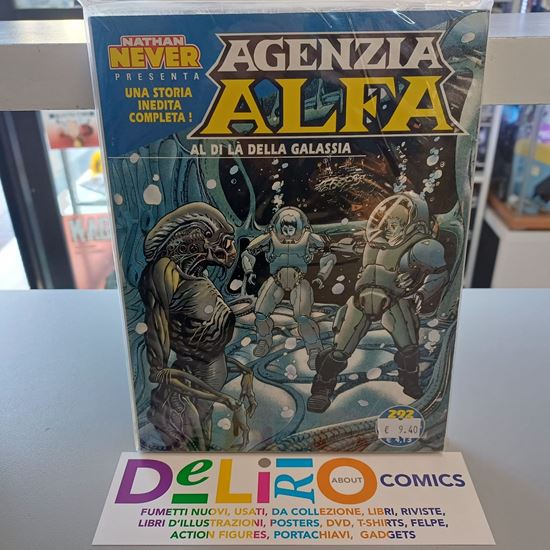 NATHAN
NEVER
PRESENTA
UNA STORIA
INEDITA
COMPLETA !
AGENZIA
ALFA
AL DI LÀ DELLA GALASSIA
292
€ 9.40
DeLiRiO
ABOUT
COMICS
FUMETTI NUOVI, USATI, DA COLLEZIONE, LIBRI, RIVISTE,
LIBRI D'ILLUSTRAZIONI, POSTERS, DVD, T-SHIRTS, FELPE,
ACTION FIGURES, PORTACHIAVI, GADGETS